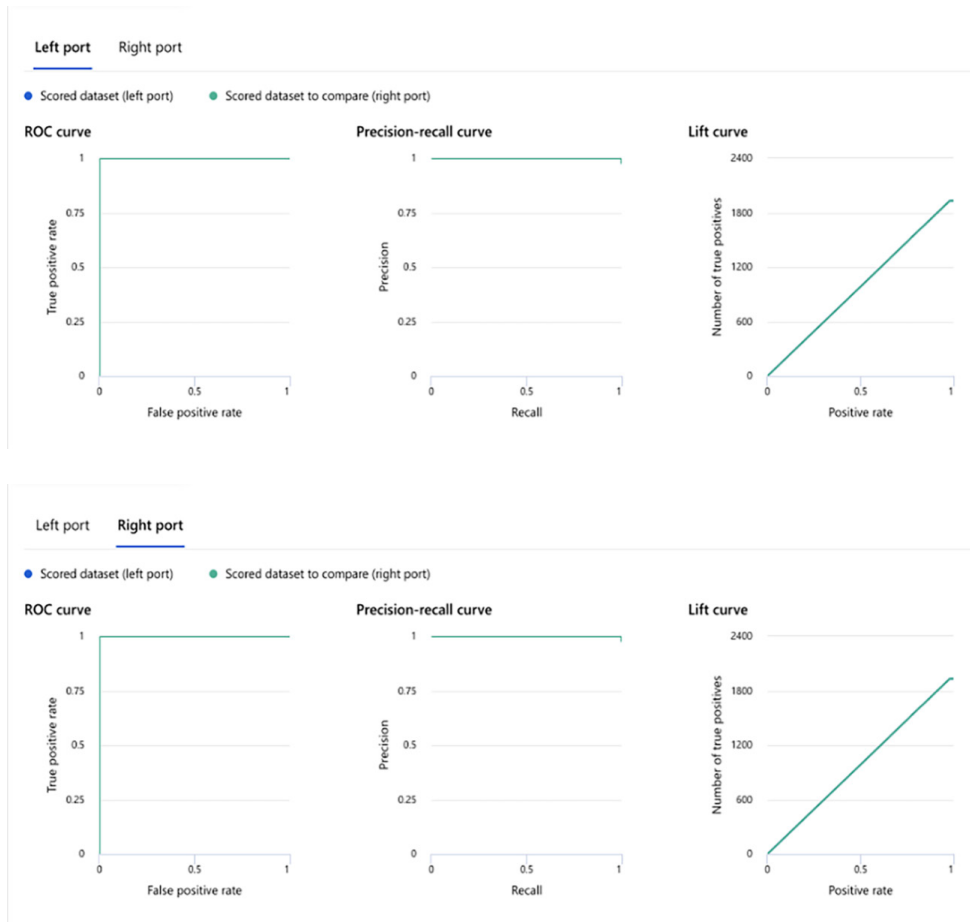 Left port Right port
Scored dataset (left port) Scored dataset to compare (right port)
ROC curve Precision-recall curve Lift curve
1 1 2400
0.75 0.75 1800
0.5 0.5 1200
0.25 0.25 600
0 0 0
True positive rate Precision Number of true positives
0 0.5 1 0 0.5 1 0 0.5 1
False positive rate Recall Positive rate
Left port Right port
Scored dataset (left port) Scored dataset to compare (right port)
ROC curve Precision-recall curve Lift curve
1 1 2400
0.75 0.75 1800
0.5 0.5 1200
0.25 0.25 600
0 0 0
True positive rate Precision Number of true positives
0 0.5 1 0 0.5 1 0 0.5 1
False positive rate Recall Positive rate